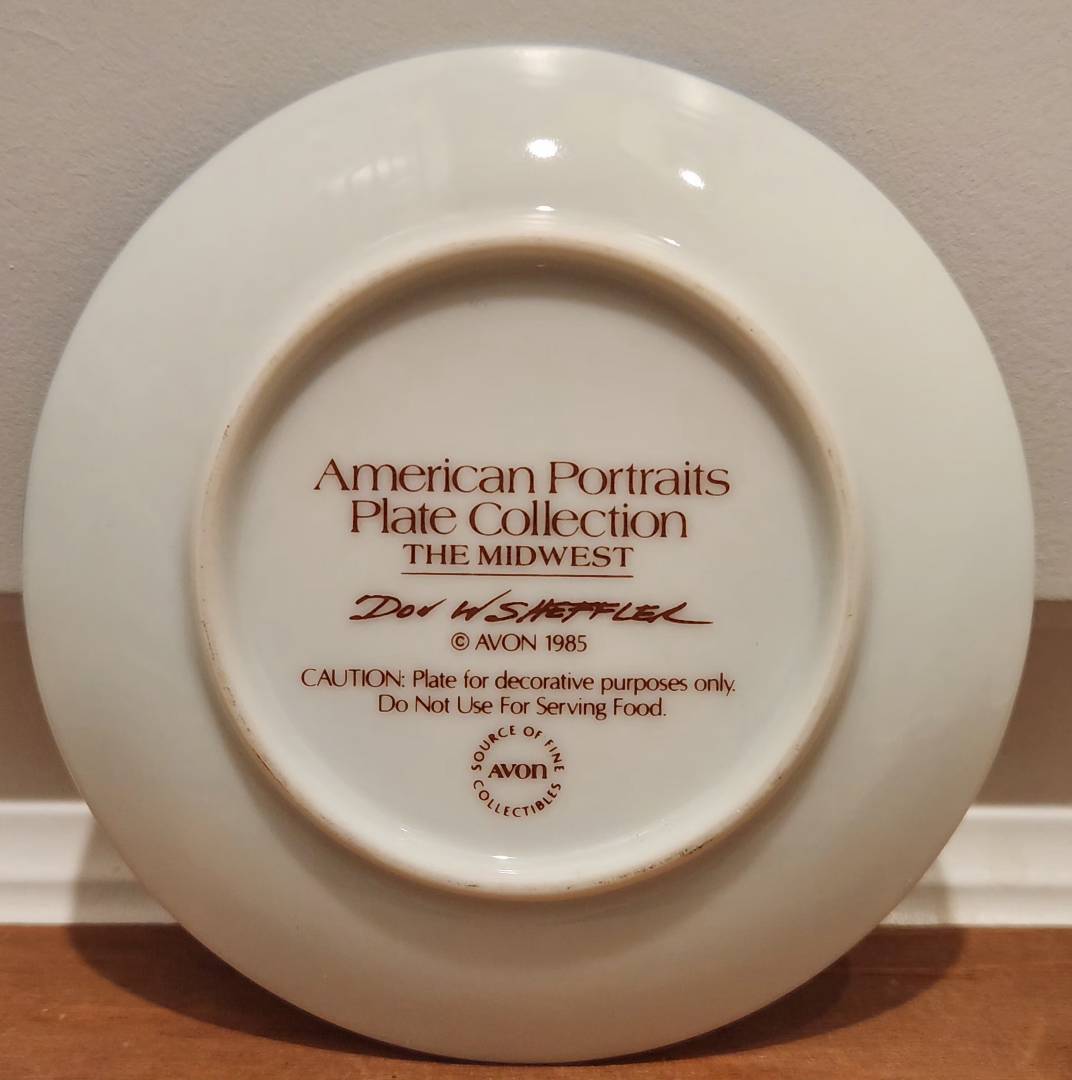 American Portraits
Plate Collection
THE MIDWEST
DON W SHEFFLER
© AVON 1985
CAUTION: Plate for decorative purposes only.
Do Not Use For Serving Food.
SOURCE OF FINE
AVON
COLLECTIBLES